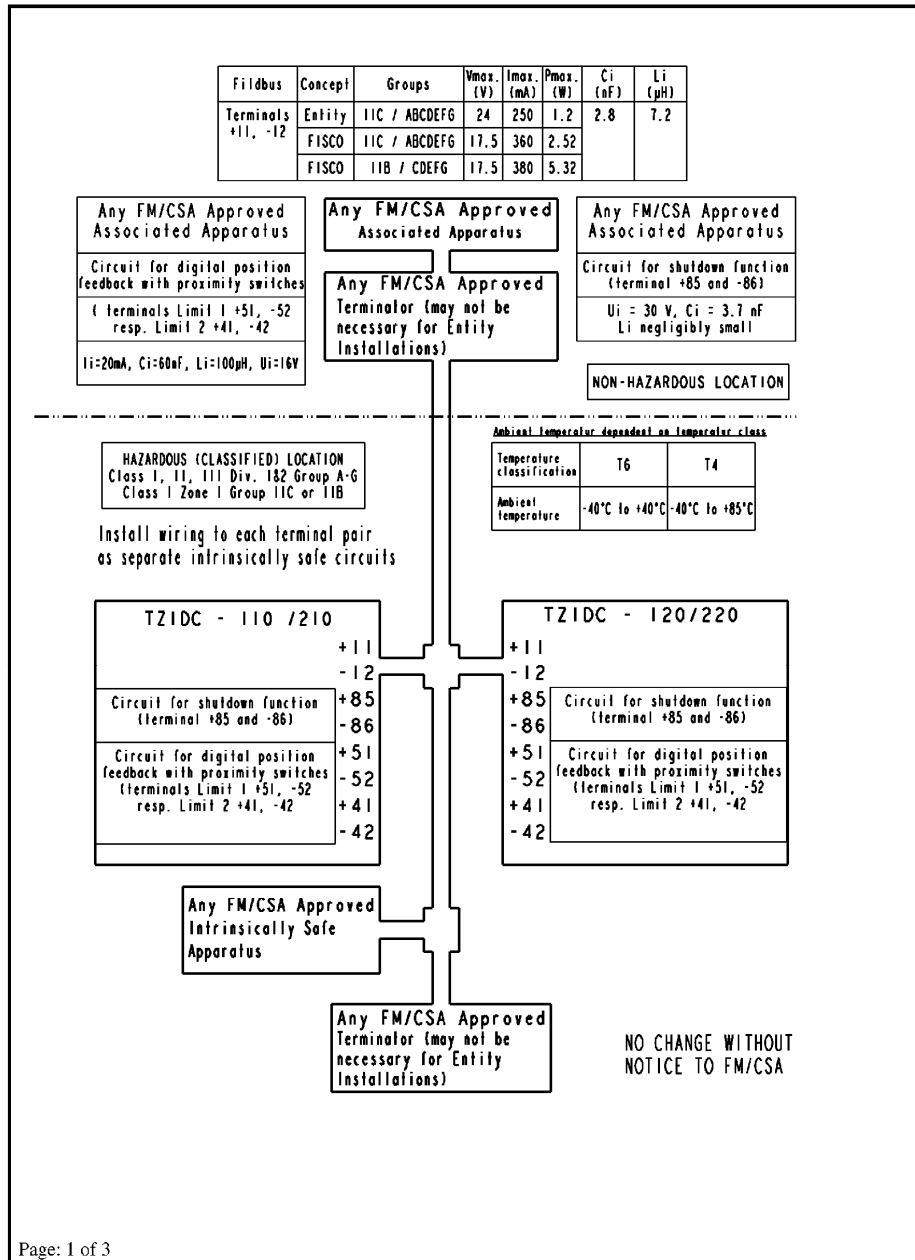 Fildbus Concept Groups Vmax. (V) Imax. (mA) Pmax. (W) Ci (nF) Li (µH)
Terminals +11, -12 Entity IIC / ABCDEFG 24 250 1.2 2.8 7.2
FISCO IIC / ABCDEFG 17.5 360 2.52
FISCO IIB / CDEFG 17.5 380 5.32
Any FM/CSA Approved
Associated Apparatus
Circuit for digital position
feedback with proximity switches
( terminals Limit 1 +51, -52
resp. Limit 2 +41, -42
Ii=20mA, Ci=60nF, Li=100µH, Ui=16V
Any FM/CSA Approved
Associated Apparatus
Any FM/CSA Approved
Terminator (may not be
necessary for Entity
Installations)
Any FM/CSA Approved
Associated Apparatus
Circuit for shutdown function
(terminal +85 and -86)
Ui = 30 V, Ci = 3.7 nF
Li negligibly small
NON-HAZARDOUS LOCATION
HAZARDOUS (CLASSIFIED) LOCATION
Class I, II, III Div. 1&2 Group A-G
Class I Zone 1 Group IIC or IIB
Install wiring to each terminal pair
as separate intrinsically safe circuits
Ambient temperatur dependent on temperatur class
Temperature classification T6 T4
Ambient temperature -40°C to +40°C -40°C to +85°C
TZIDC - 110 /210
+11
-12
+85
-86
+51
-52
+41
-42
Circuit for shutdown function
(terminal +85 and -86)
Circuit for digital position
feedback with proximity switches
(terminals Limit 1 +51, -52
resp. Limit 2 +41, -42
TZIDC - 120/220
+11
-12
+85
-86
+51
-52
+41
-42
Circuit for shutdown function
(terminal +85 and -86)
Circuit for digital position
feedback with proximity switches
(terminals Limit 1 +51, -52
resp. Limit 2 +41, -42
Any FM/CSA Approved
Intrinsically Safe
Apparatus
Any FM/CSA Approved
Terminator (may not be
necessary for Entity
Installations)
NO CHANGE WITHOUT
NOTICE TO FM/CSA
Page: 1 of 3